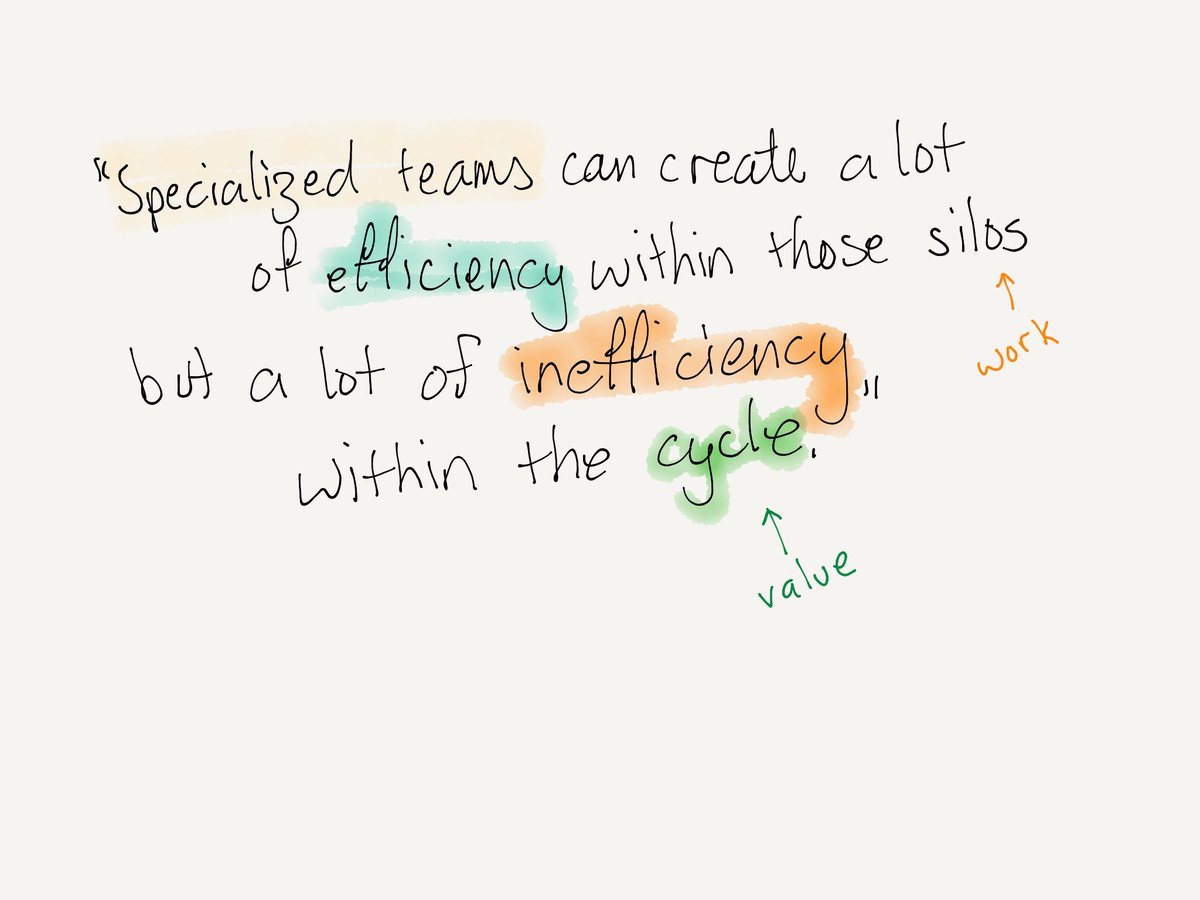 "Specialized teams can create a lot
of efficiency within those silos
work
but a lot of inefficiency"
within the cycle.
value